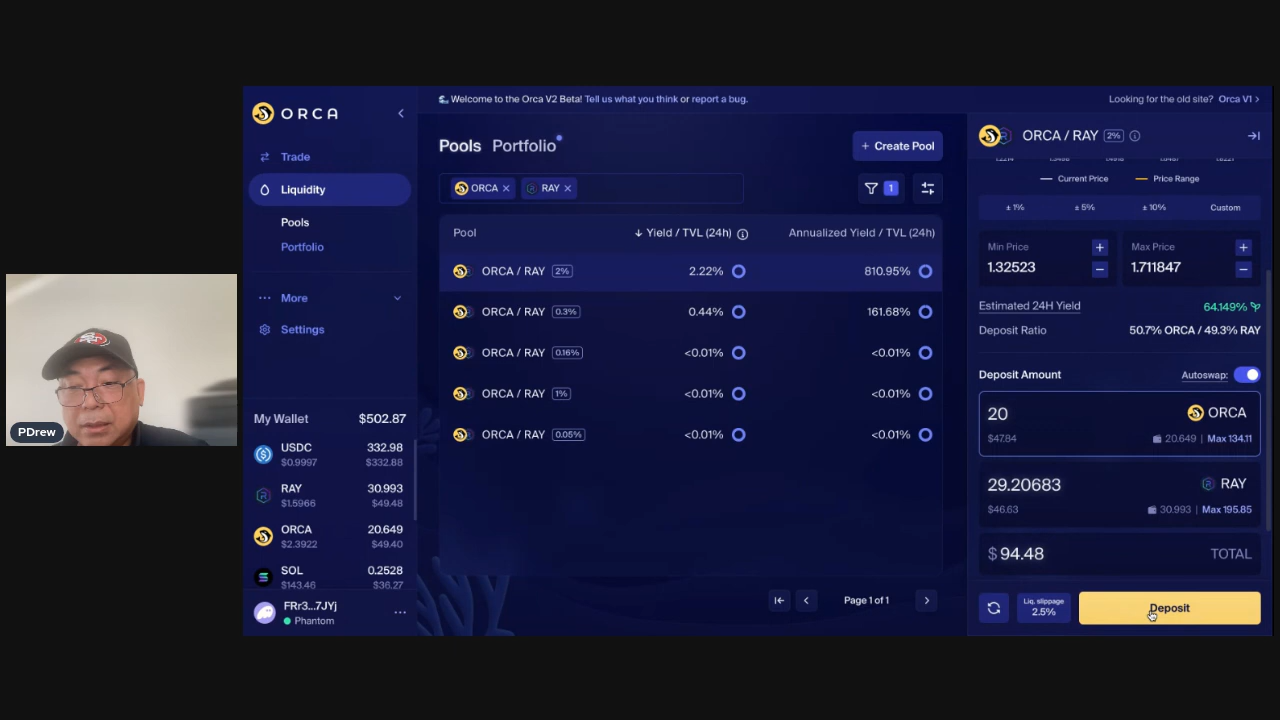 PDrew
ORCA
Trade
Liquidity
Pools
Portfolio
More
Settings
My Wallet $502.87
USDC 332.98
$0.9997 $332.88
RAY 30.993
$1.5966 $49.48
ORCA 20.649
$2.3922 $49.40
SOL 0.2528
$143.46 $36.27
FRr3...7JYj
Phantom
Welcome to the Orca V2 Beta! Tell us what you think or report a bug.
Looking for the old site? Orca V1 >
Pools Portfolio
+ Create Pool
ORCA × RAY ×
1
Pool ↓ Yield / TVL (24h) Annualized Yield / TVL (24h)
ORCA / RAY 2% 2.22% 810.95%
ORCA / RAY 0.3% 0.44% 161.68%
ORCA / RAY 0.16% <0.01% <0.01%
ORCA / RAY 1% <0.01% <0.01%
ORCA / RAY 0.05% <0.01% <0.01%
Page 1 of 1
ORCA / RAY 2%
Current Price Price Range
± 1% ± 5% ± 10% Custom
Min Price
1.32523
Max Price
1.711847
Estimated 24H Yield 64.149%
Deposit Ratio 50.7% ORCA / 49.3% RAY
Deposit Amount Autoswap:
20 ORCA
$47.84 20.649 | Max 134.11
29.20683 RAY
$46.63 30.993 | Max 195.85
$ 94.48 TOTAL
Liq. slippage
2.5%
Deposit